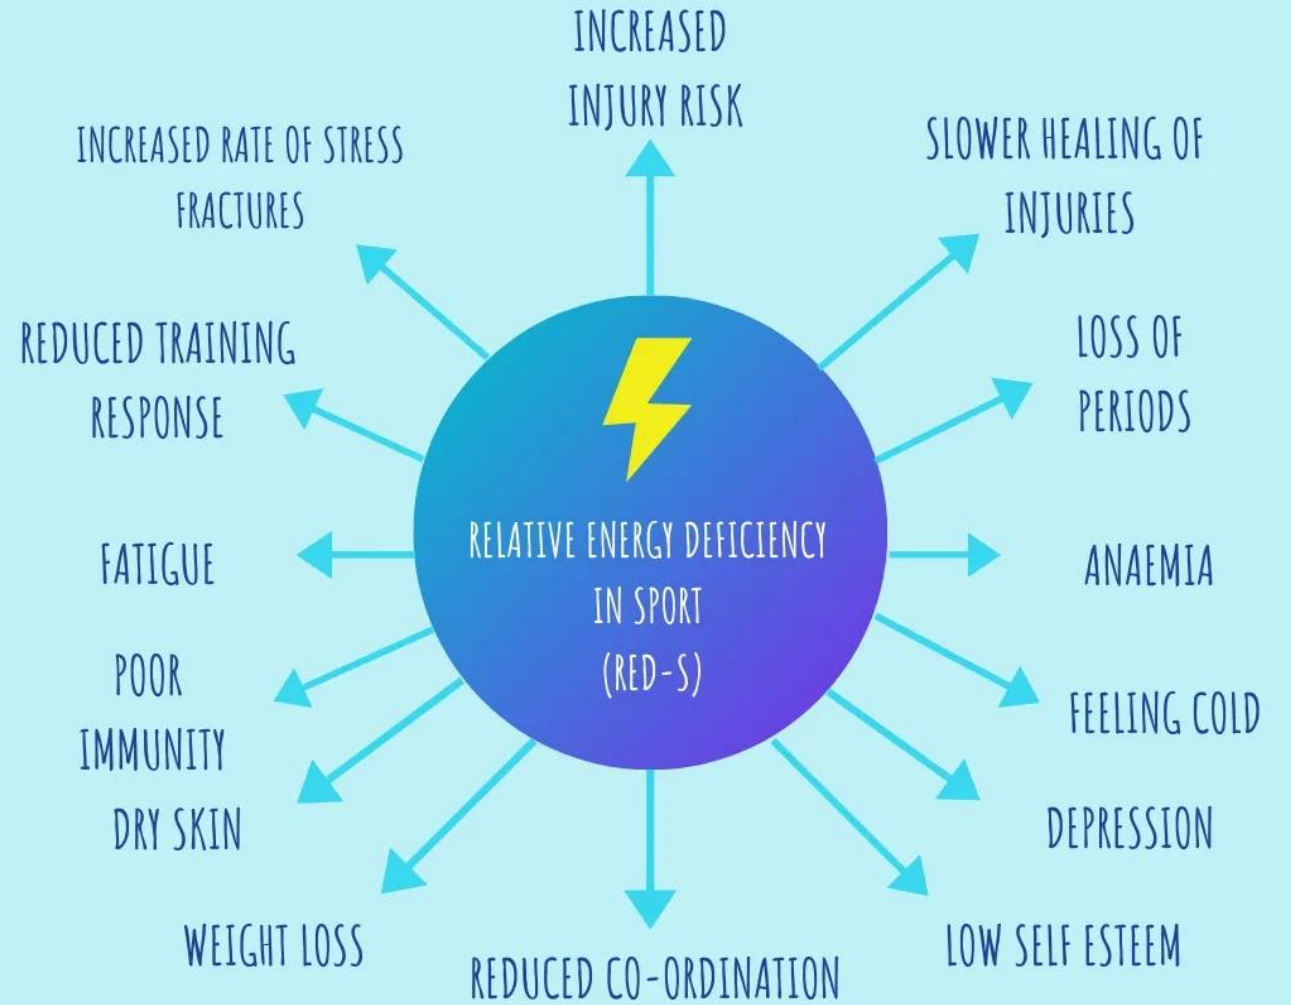 INCREASED
INJURY RISK
SLOWER HEALING OF
INJURIES
LOSS OF
PERIODS
ANAEMIA
FEELING COLD
DEPRESSION
LOW SELF ESTEEM
REDUCED CO-ORDINATION
WEIGHT LOSS
DRY SKIN
POOR
IMMUNITY
FATIGUE
REDUCED TRAINING
RESPONSE
INCREASED RATE OF STRESS
FRACTURES
RELATIVE ENERGY DEFICIENCY
IN SPORT
(RED-S)